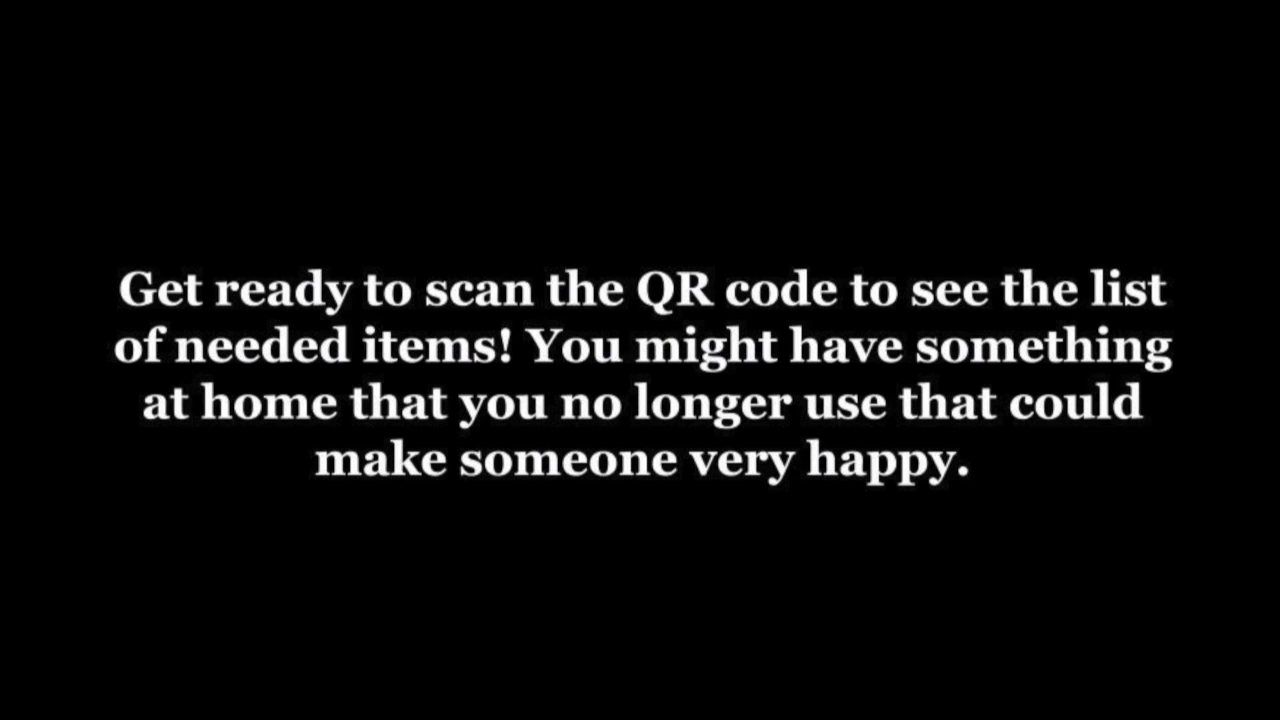 Get ready to scan the QR code to see the list
of needed items! You might have something
at home that you no longer use that could
make someone very happy.